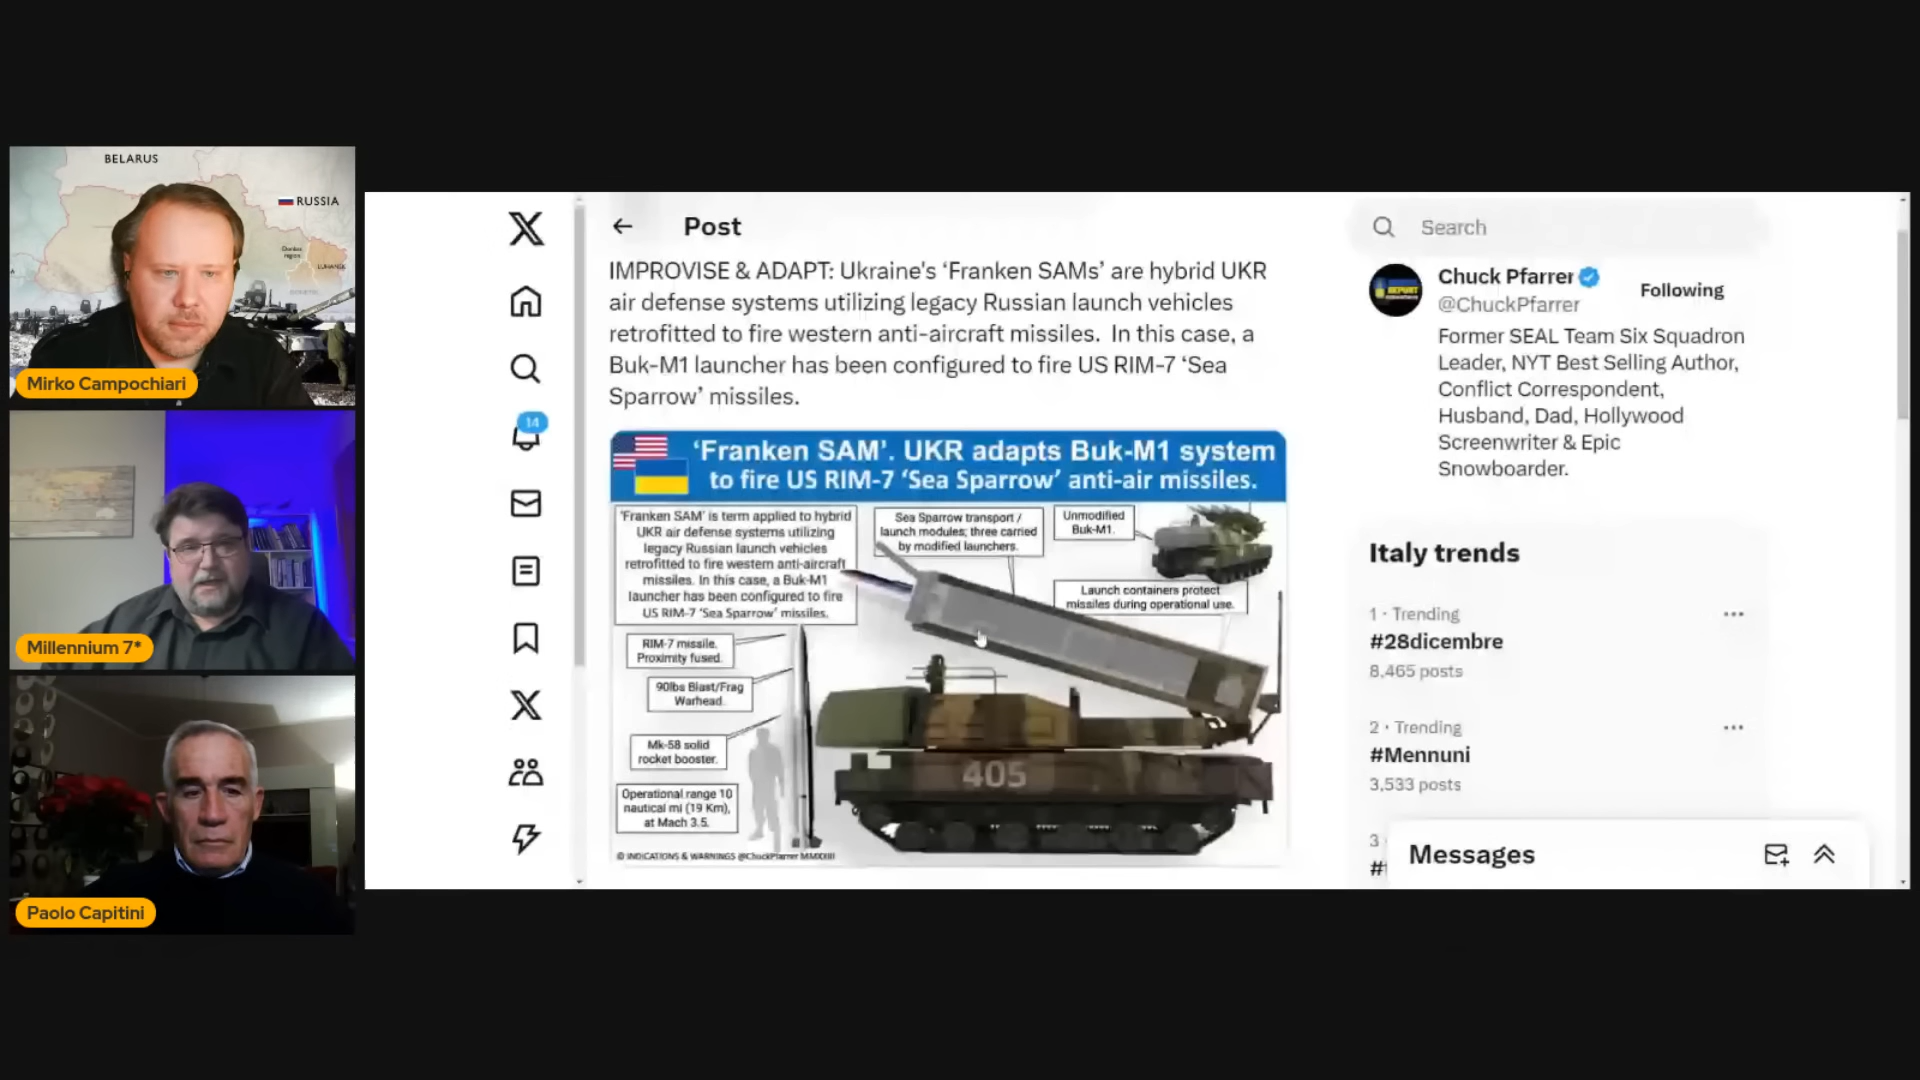 BELARUS
RUSSIA
Donbas
region
LUHANSK
Mirko Campochiari
Millennium 7*
Paolo Capitini
14
Post
IMPROVISE & ADAPT: Ukraine's ‘Franken SAMs’ are hybrid UKR
air defense systems utilizing legacy Russian launch vehicles
retrofitted to fire western anti-aircraft missiles. In this case, a
Buk-M1 launcher has been configured to fire US RIM-7 ‘Sea
Sparrow’ missiles.
‘Franken SAM’. UKR adapts Buk-M1 system
to fire US RIM-7 ‘Sea Sparrow’ anti-air missiles.
‘Franken SAM’ is term applied to hybrid
UKR air defense systems utilizing
legacy Russian launch vehicles
retrofitted to fire western anti-aircraft
missiles. In this case, a Buk-M1
launcher has been configured to fire
US RIM-7 ‘Sea Sparrow’ missiles.
Sea Sparrow transport /
launch modules; three carried
by modified launchers.
Unmodified
Buk-M1.
Launch containers protect
missiles during operational use.
RIM-7 missile.
Proximity fused.
90lbs Blast/Frag
Warhead.
Mk-58 solid
rocket booster.
Operational range 10
nautical mi (19 Km),
at Mach 3.5.
405
© INDICATIONS & WARNINGS @ChuckPfarrer MMXXIII
Search
Chuck Pfarrer
@ChuckPfarrer
Following
Former SEAL Team Six Squadron
Leader, NYT Best Selling Author,
Conflict Correspondent,
Husband, Dad, Hollywood
Screenwriter & Epic
Snowboarder.
Italy trends
1 · Trending
#28dicembre
8,465 posts
2 · Trending
#Mennuni
3,533 posts
3
Messages